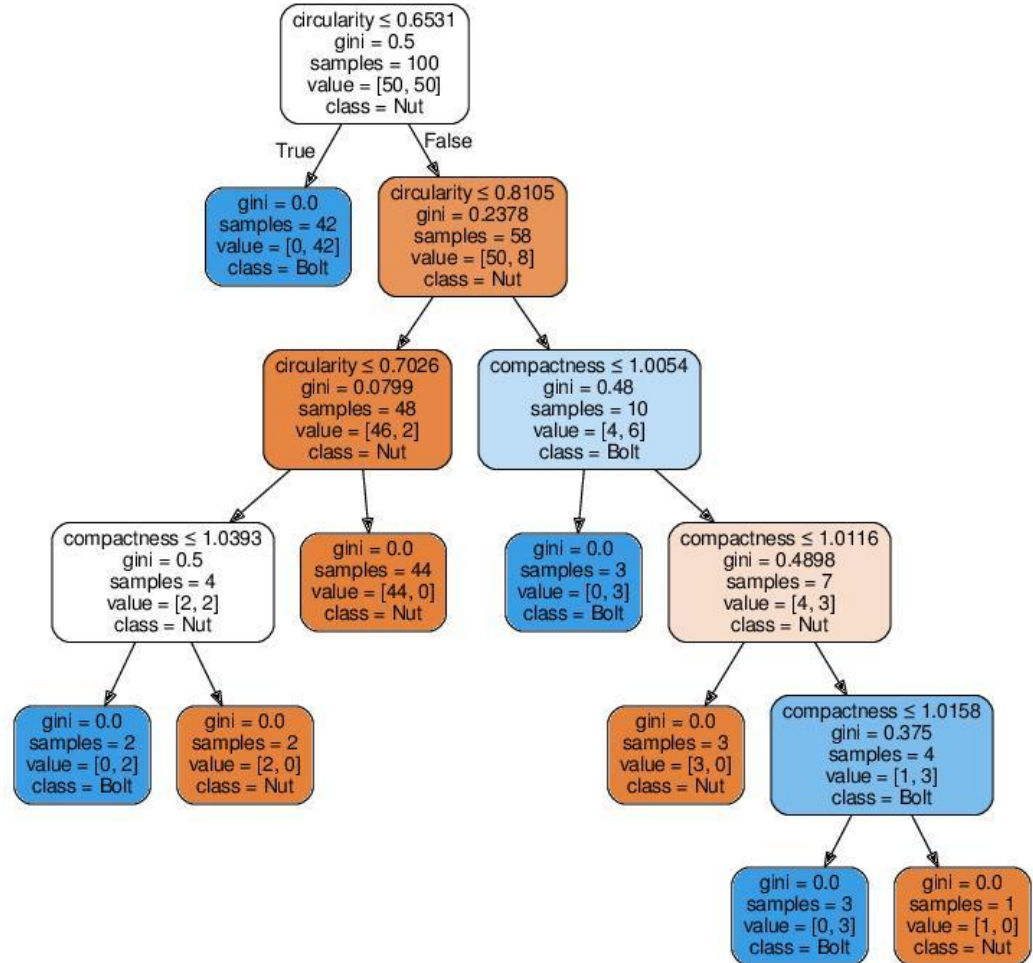 circularity ≤ 0.6531
gini = 0.5
samples = 100
value = [50, 50]
class = Nut
True
False
gini = 0.0
samples = 42
value = [0, 42]
class = Bolt
circularity ≤ 0.8105
gini = 0.2378
samples = 58
value = [50, 8]
class = Nut
circularity ≤ 0.7026
gini = 0.0799
samples = 48
value = [46, 2]
class = Nut
compactness ≤ 1.0054
gini = 0.48
samples = 10
value = [4, 6]
class = Bolt
compactness ≤ 1.0393
gini = 0.5
samples = 4
value = [2, 2]
class = Nut
gini = 0.0
samples = 44
value = [44, 0]
class = Nut
gini = 0.0
samples = 3
value = [0, 3]
class = Bolt
compactness ≤ 1.0116
gini = 0.4898
samples = 7
value = [4, 3]
class = Nut
gini = 0.0
samples = 2
value = [0, 2]
class = Bolt
gini = 0.0
samples = 2
value = [2, 0]
class = Nut
gini = 0.0
samples = 3
value = [3, 0]
class = Nut
compactness ≤ 1.0158
gini = 0.375
samples = 4
value = [1, 3]
class = Bolt
gini = 0.0
samples = 3
value = [0, 3]
class = Bolt
gini = 0.0
samples = 1
value = [1, 0]
class = Nut